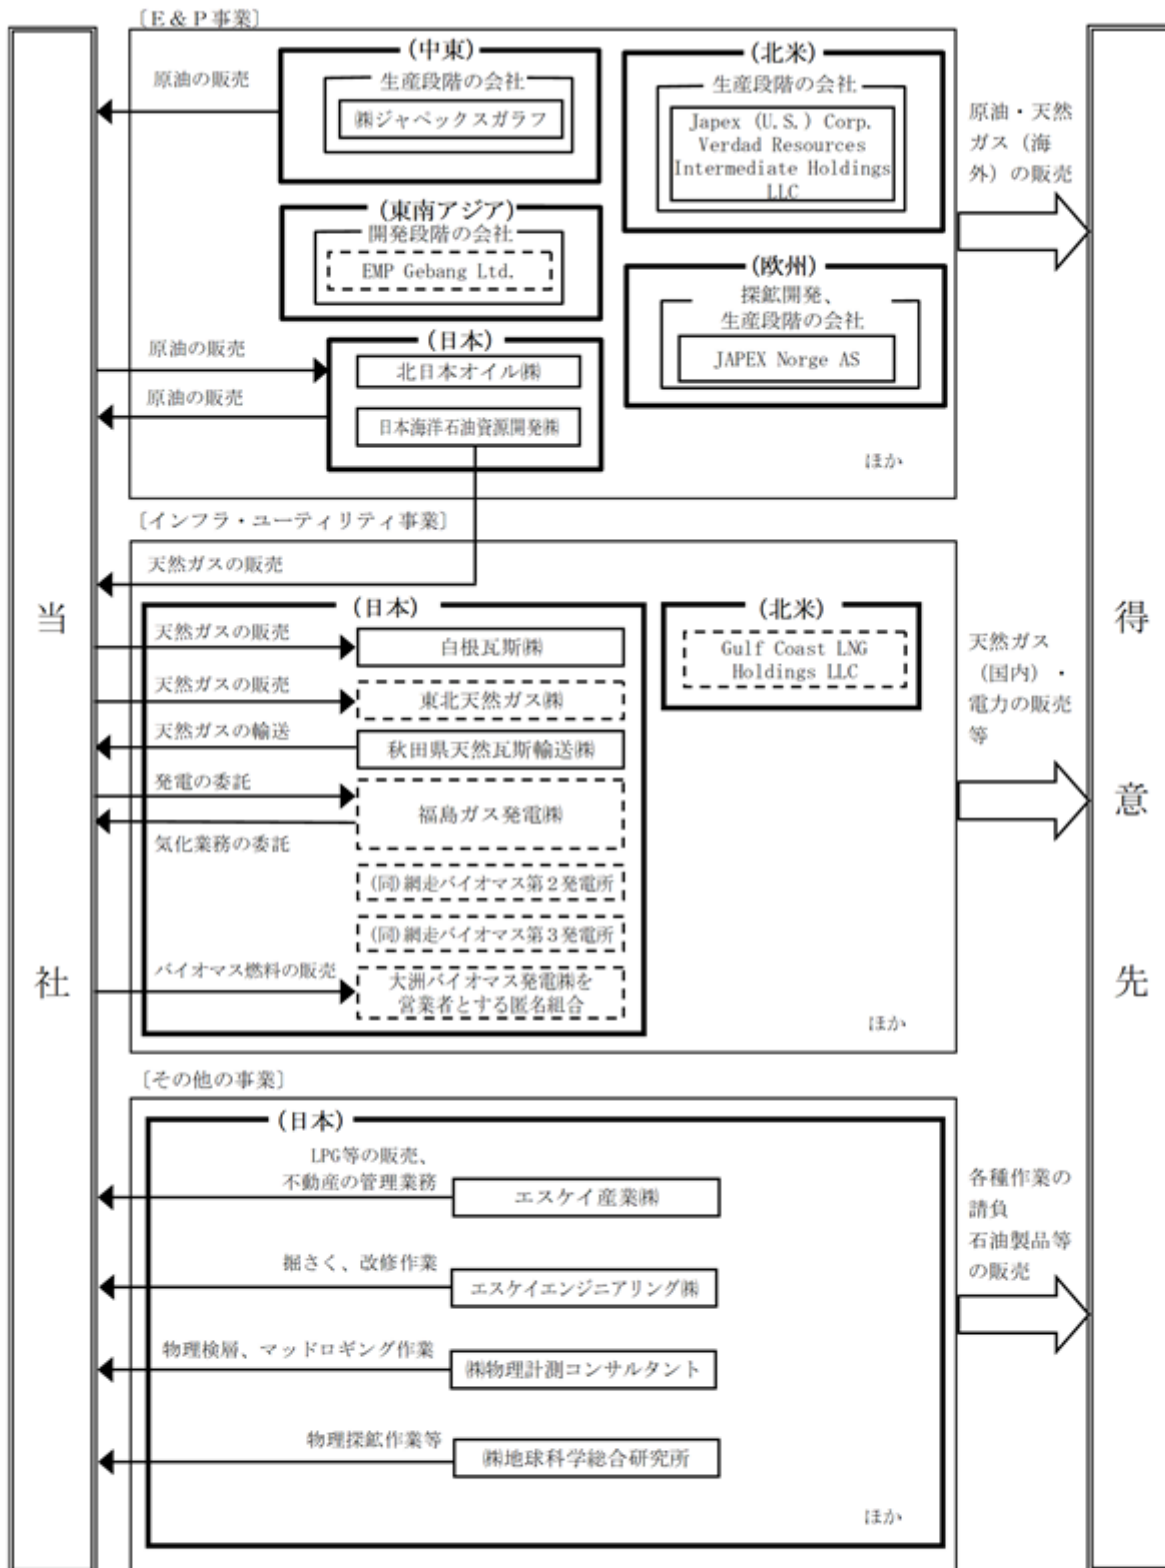 〔E＆P事業〕
(中東)
生産段階の会社
㈱ジャペックスガラフ
原油の販売
(北米)
生産段階の会社
Japex (U.S.) Corp.
Verdad Resources
Intermediate Holdings
LLC
原油・天然
ガス（海
外）の販売
(東南アジア)
開発段階の会社
EMP Gebang Ltd.
(欧州)
探鉱開発、
生産段階の会社
JAPEX Norge AS
(日本)
原油の販売
北日本オイル㈱
原油の販売
日本海洋石油資源開発㈱
ほか
〔インフラ・ユーティリティ事業〕
天然ガスの販売
(日本)
天然ガスの販売
白根瓦斯㈱
天然ガスの販売
東北天然ガス㈱
天然ガスの輸送
秋田県天然瓦斯輸送㈱
発電の委託
福島ガス発電㈱
気化業務の委託
(同)網走バイオマス第２発電所
(同)網走バイオマス第３発電所
バイオマス燃料の販売
大洲バイオマス発電㈱を
営業者とする匿名組合
(北米)
Gulf Coast LNG
Holdings LLC
ほか
天然ガス
（国内）・
電力の販売
等
〔その他の事業〕
(日本)
LPG等の販売、
不動産の管理業務
エスケイ産業㈱
掘さく、改修作業
エスケイエンジニアリング㈱
物理検層、マッドロギング作業
㈱物理計測コンサルタント
物理探鉱作業等
㈱地球科学総合研究所
ほか
各種作業の
請負
石油製品等
の販売
当社
得意先